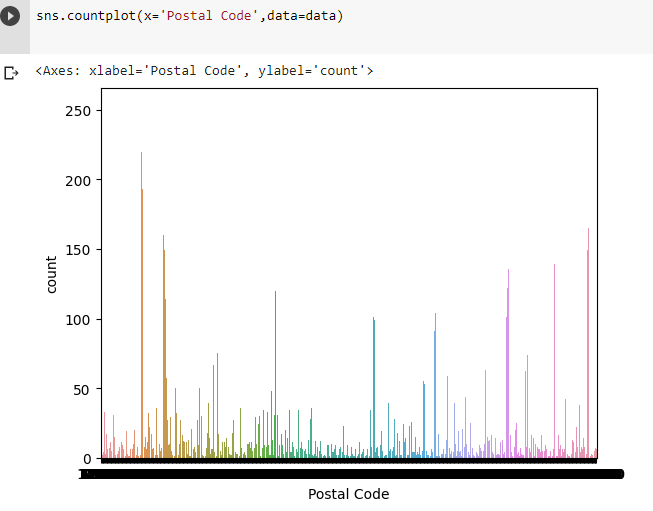 sns.countplot(x='Postal Code',data=data)
<Axes: xlabel='Postal Code', ylabel='count'>
250
200
150
100
50
0
count
Postal Code